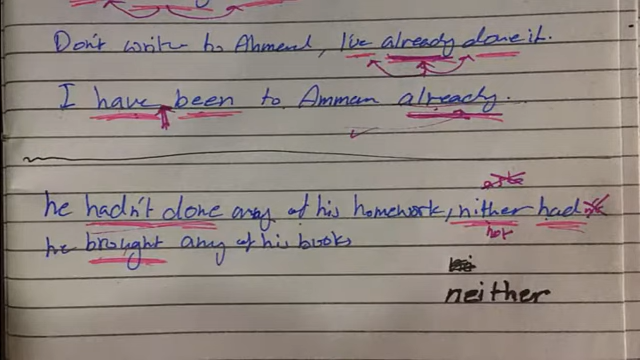 Don't write to Ahmed, I've already done it.
I have been to Amman already.
he hadn't done any of his homework, nither had
nor
he brought any of his books
neither